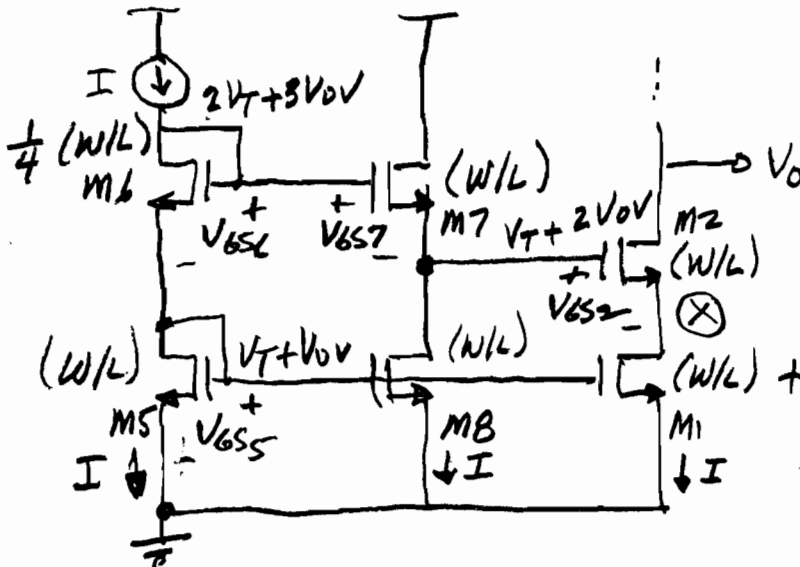 I
2VT+3VOV
1/4 (W/L)
M6
(W/L)
M7
VO
VGS6
+
-
+
VGS7
-
VT+2VOV
M2
(W/L)
+
VGS2
-
X
(W/L)
VT+VOV
(W/L)
(W/L) +
M5
+
VGS5
-
M8
M1
I
I
I